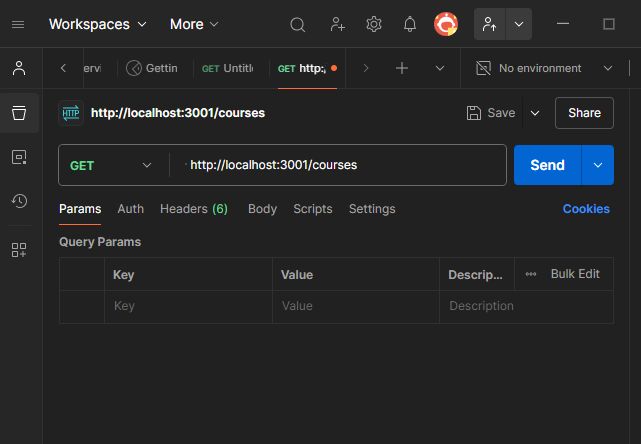 Workspaces More
ervi Gettin GET Untitl GET http:, No environment
HTTP http://localhost:3001/courses Save Share
GET http://localhost:3001/courses Send
Params Auth Headers (6) Body Scripts Settings Cookies
Query Params
Key Value Descrip... Bulk Edit
Key Value Description